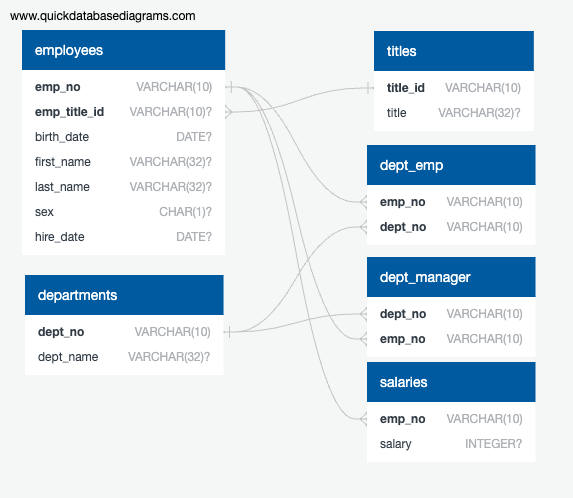 www.quickdatabasediagrams.com
employees
emp_no VARCHAR(10)
emp_title_id VARCHAR(10)?
birth_date DATE?
first_name VARCHAR(32)?
last_name VARCHAR(32)?
sex CHAR(1)?
hire_date DATE?
departments
dept_no VARCHAR(10)
dept_name VARCHAR(32)?
titles
title_id VARCHAR(10)
title VARCHAR(32)?
dept_emp
emp_no VARCHAR(10)
dept_no VARCHAR(10)
dept_manager
dept_no VARCHAR(10)
emp_no VARCHAR(10)
salaries
emp_no VARCHAR(10)
salary INTEGER?